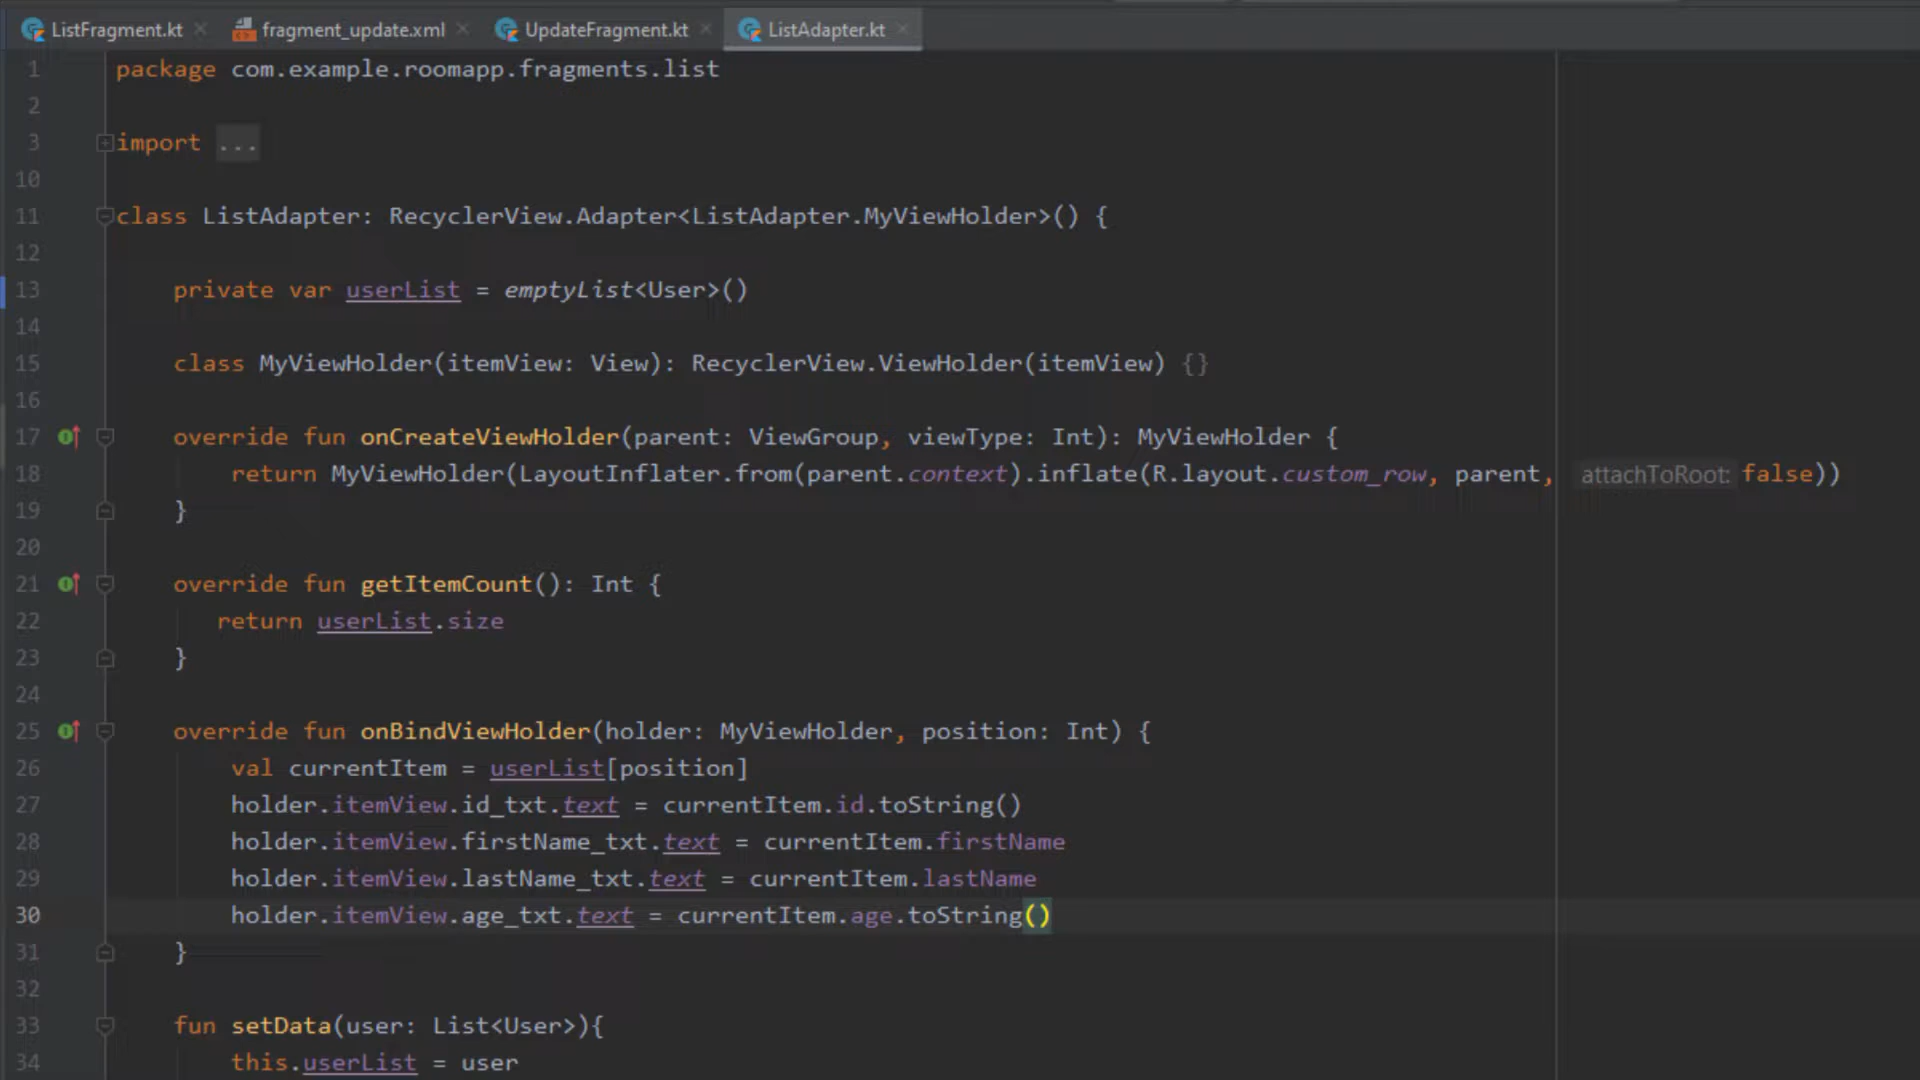 ListFragment.kt fragment_update.xml UpdateFragment.kt ListAdapter.kt
1 package com.example.roomapp.fragments.list
2
3 import ...
10
11 class ListAdapter: RecyclerView.Adapter<ListAdapter.MyViewHolder>() {
12
13 private var userList = emptyList<User>()
14
15 class MyViewHolder(itemView: View): RecyclerView.ViewHolder(itemView) {}
16
17 override fun onCreateViewHolder(parent: ViewGroup, viewType: Int): MyViewHolder {
18 return MyViewHolder(LayoutInflater.from(parent.context).inflate(R.layout.custom_row, parent, attachToRoot: false))
19 }
20
21 override fun getItemCount(): Int {
22 return userList.size
23 }
24
25 override fun onBindViewHolder(holder: MyViewHolder, position: Int) {
26 val currentItem = userList[position]
27 holder.itemView.id_txt.text = currentItem.id.toString()
28 holder.itemView.firstName_txt.text = currentItem.firstName
29 holder.itemView.lastName_txt.text = currentItem.lastName
30 holder.itemView.age_txt.text = currentItem.age.toString()
31 }
32
33 fun setData(user: List<User>){
34 this.userList = user